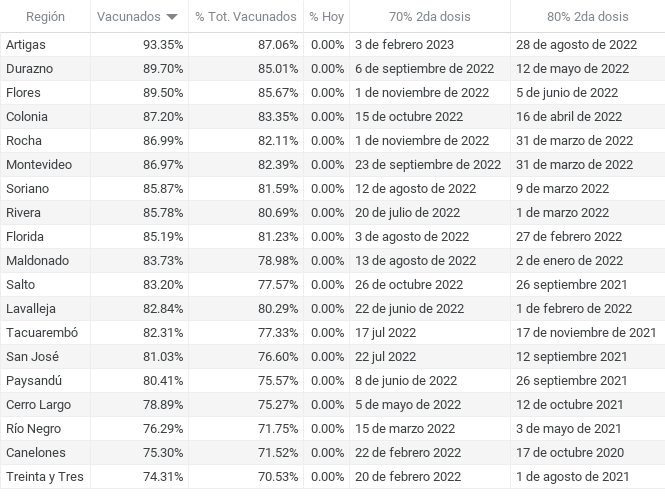 Región Vacunados % Tot. Vacunados % Hoy 70% 2da dosis 80% 2da dosis
Artigas 93.35% 87.06% 0.00% 3 de febrero 2023 28 de agosto de 2022
Durazno 89.70% 85.01% 0.00% 6 de septiembre de 2022 12 de mayo de 2022
Flores 89.50% 85.67% 0.00% 1 de noviembre de 2022 5 de junio de 2022
Colonia 87.20% 83.35% 0.00% 15 de octubre 2022 16 de abril de 2022
Rocha 86.99% 82.11% 0.00% 1 de noviembre de 2022 31 de marzo de 2022
Montevideo 86.97% 82.39% 0.00% 23 de septiembre de 2022 31 de marzo de 2022
Soriano 85.87% 81.59% 0.00% 12 de agosto de 2022 9 de marzo 2022
Rivera 85.78% 80.69% 0.00% 20 de julio de 2022 1 de marzo 2022
Florida 85.19% 81.23% 0.00% 3 de agosto de 2022 27 de febrero 2022
Maldonado 83.73% 78.98% 0.00% 13 de agosto de 2022 2 de enero de 2022
Salto 83.20% 77.57% 0.00% 26 de octubre de 2022 26 septiembre 2021
Lavalleja 82.84% 80.29% 0.00% 22 de junio de 2022 1 de febrero de 2022
Tacuarembó 82.31% 77.33% 0.00% 17 jul 2022 17 de noviembre de 2021
San José 81.03% 76.60% 0.00% 22 jul 2022 12 septiembre 2021
Paysandú 80.41% 75.57% 0.00% 8 de junio de 2022 26 septiembre 2021
Cerro Largo 78.89% 75.27% 0.00% 5 de mayo de 2022 12 de octubre 2021
Río Negro 76.29% 71.75% 0.00% 15 de marzo de 2022 3 de mayo de 2021
Canelones 75.30% 71.52% 0.00% 22 de febrero 2022 17 de octubre 2020
Treinta y Tres 74.31% 70.53% 0.00% 20 de febrero 2022 1 de agosto de 2021